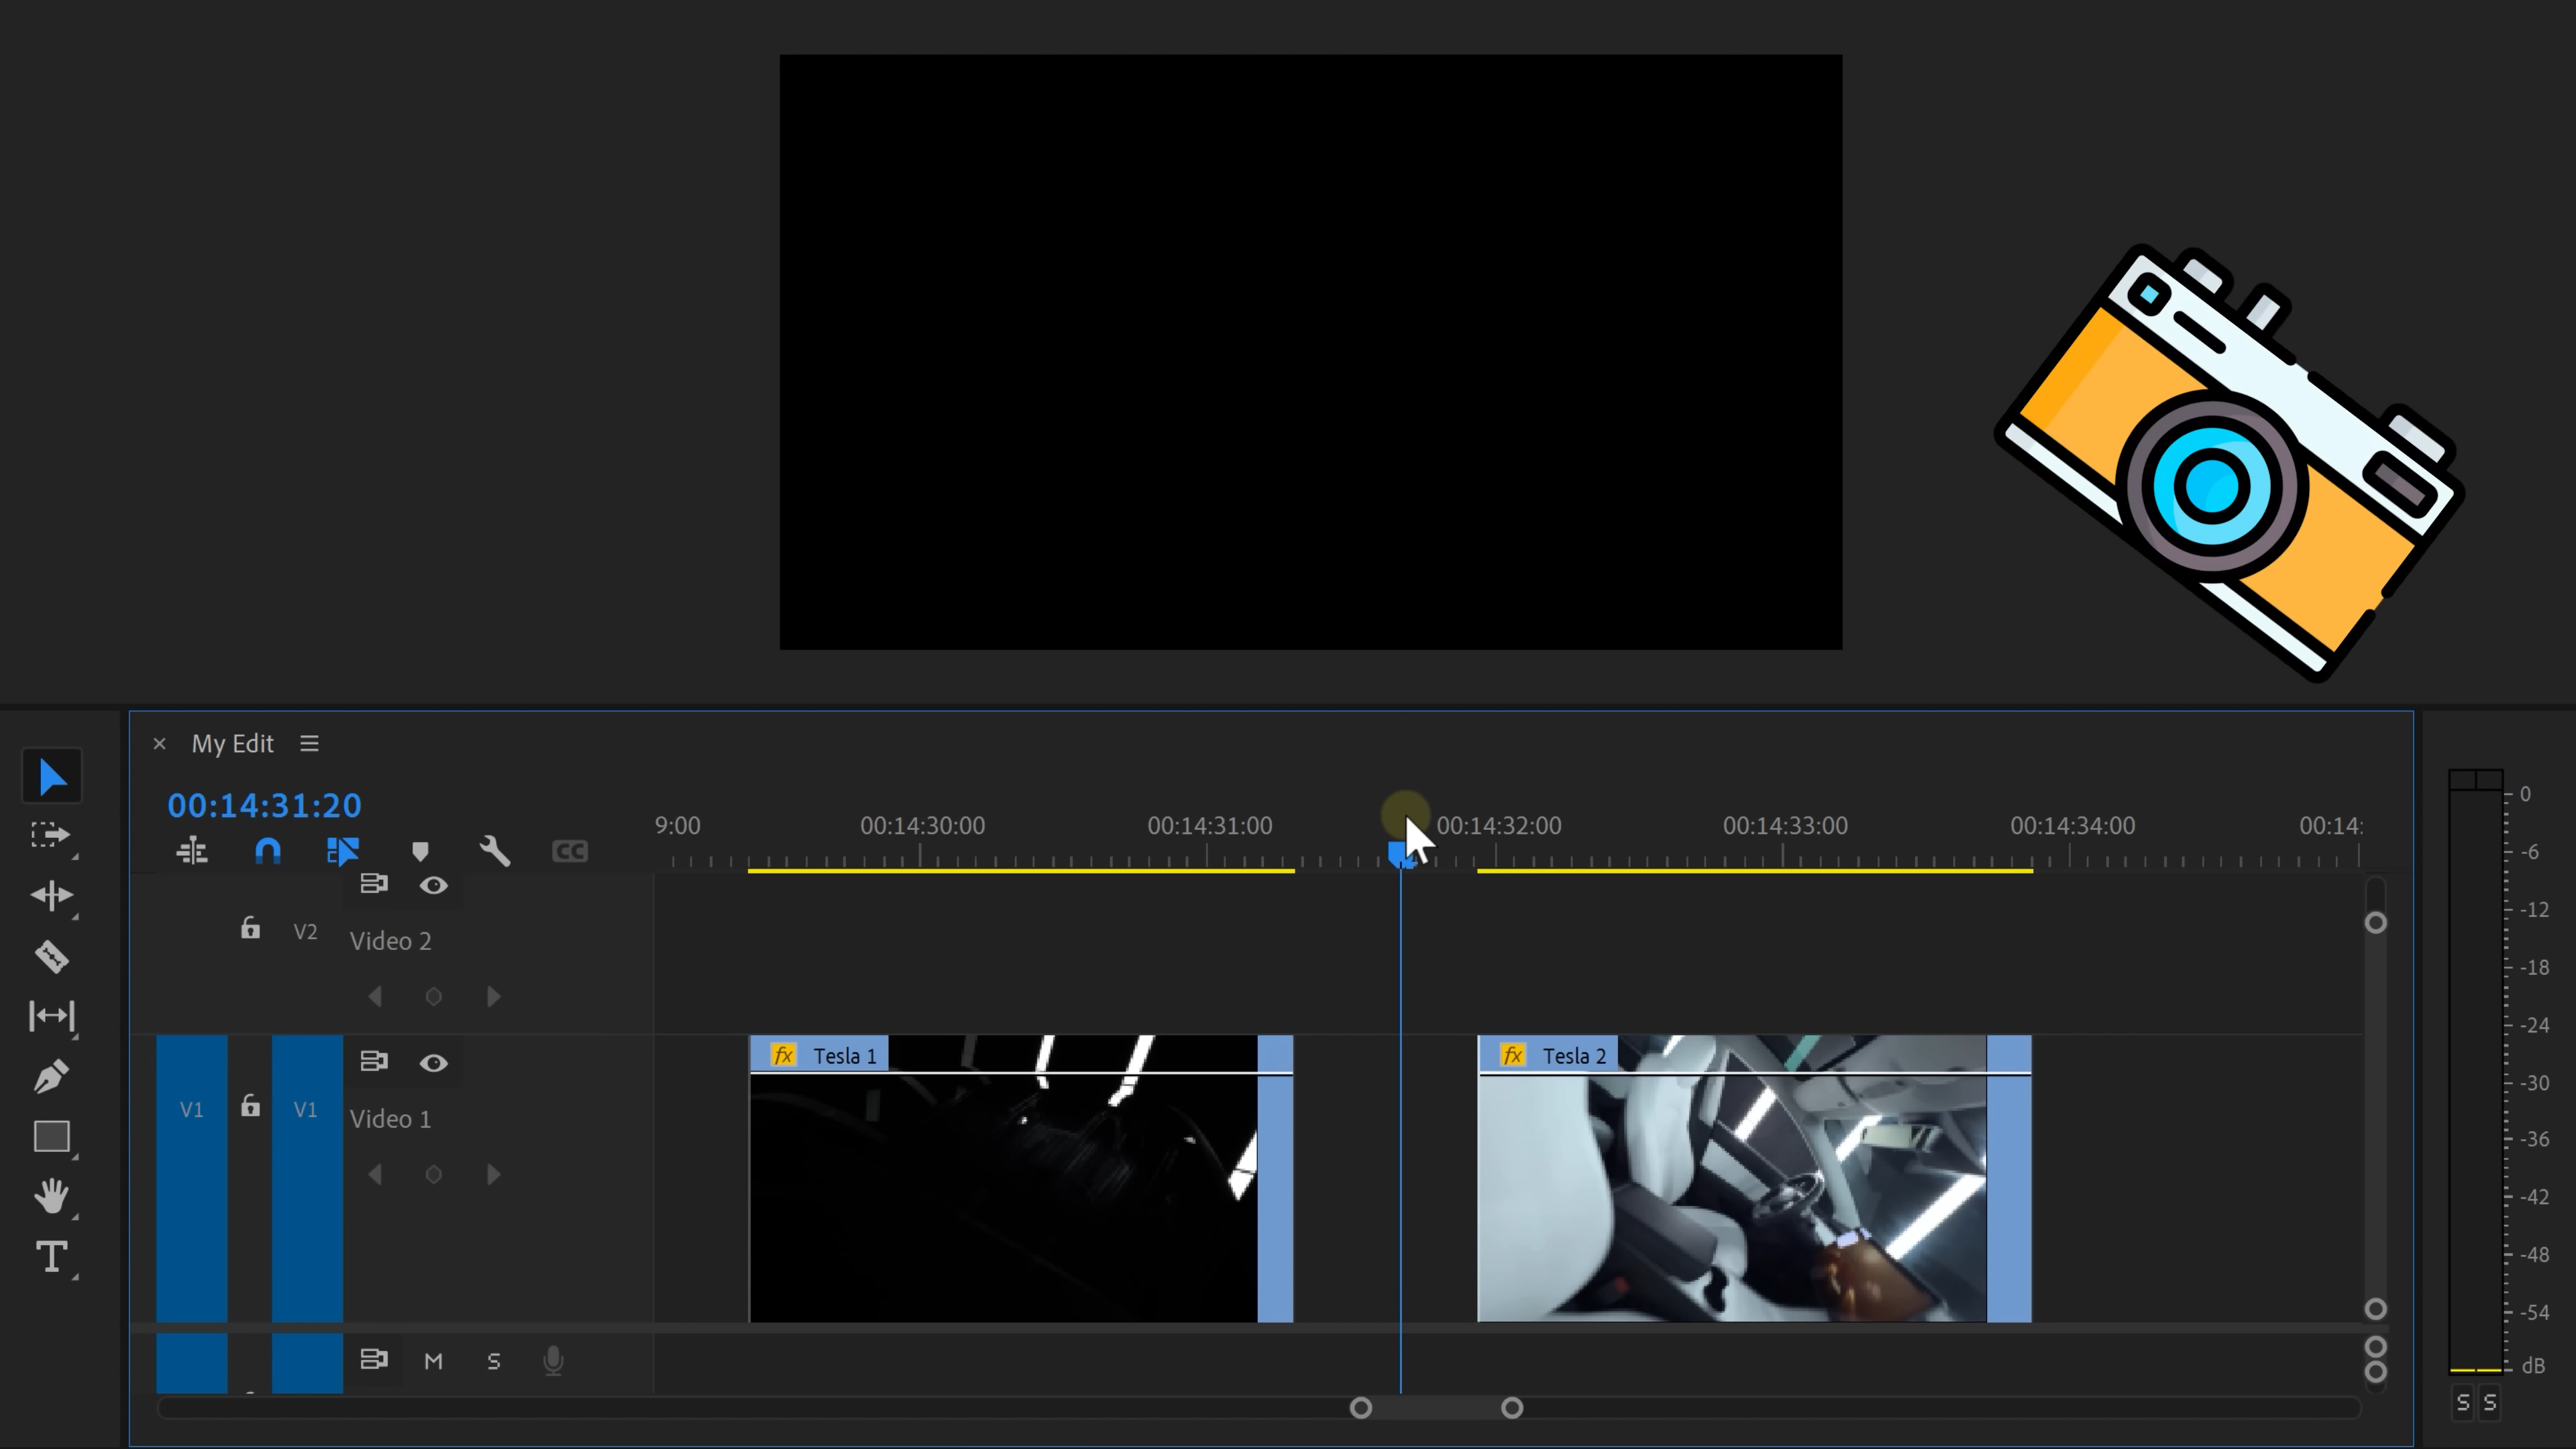 My Edit
00:14:31:20
9:00 00:14:30:00 00:14:31:00 00:14:32:00 00:14:33:00 00:14:34:00 00:14:
CC
V2 Video 2
fx Tesla 1 fx Tesla 2
V1 V1 Video 1
M S
T
0
-6
-12
-18
-24
-30
-36
-42
-48
-54
dB
S S